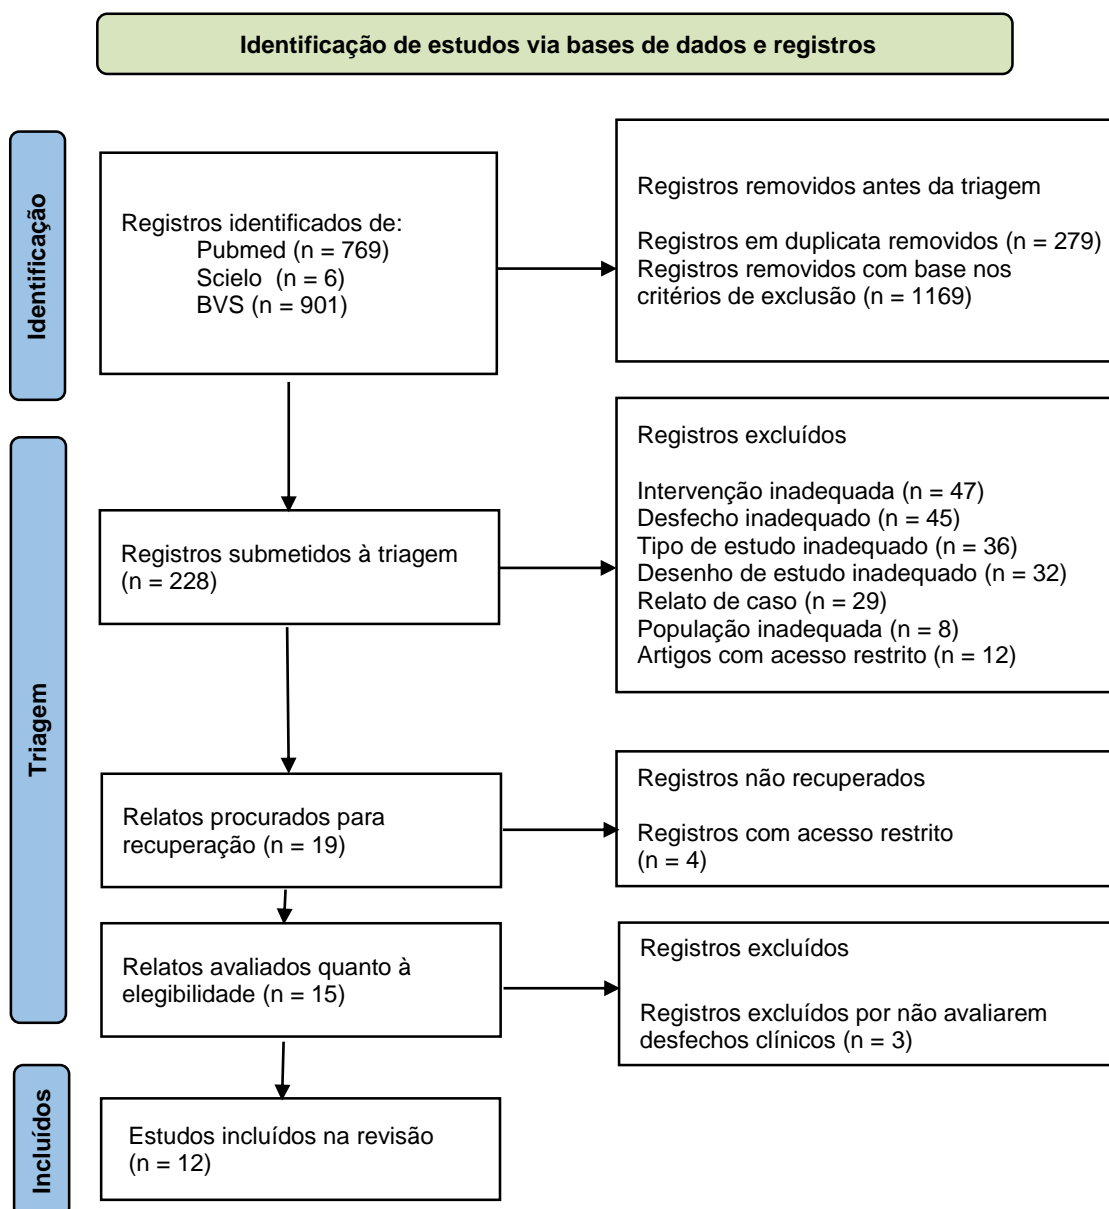 Identificação de estudos via bases de dados e registros
Identificação
Registros identificados de:
Pubmed (n = 769)
Scielo  (n = 6)
BVS (n = 901)
Registros removidos antes da triagem
Registros em duplicata removidos (n = 279)
Registros removidos com base nos
critérios de exclusão (n = 1169)
Triagem
Registros submetidos à triagem
(n = 228)
Registros excluídos
Intervenção inadequada (n = 47)
Desfecho inadequado (n = 45)
Tipo de estudo inadequado (n = 36)
Desenho de estudo inadequado (n = 32)
Relato de caso (n = 29)
População inadequada (n = 8)
Artigos com acesso restrito (n = 12)
Relatos procurados para
recuperação (n = 19)
Registros não recuperados
Registros com acesso restrito
(n = 4)
Relatos avaliados quanto à
elegibilidade (n = 15)
Registros excluídos
Registros excluídos por não avaliarem
desfechos clínicos (n = 3)
Incluídos
Estudos incluídos na revisão
(n = 12)